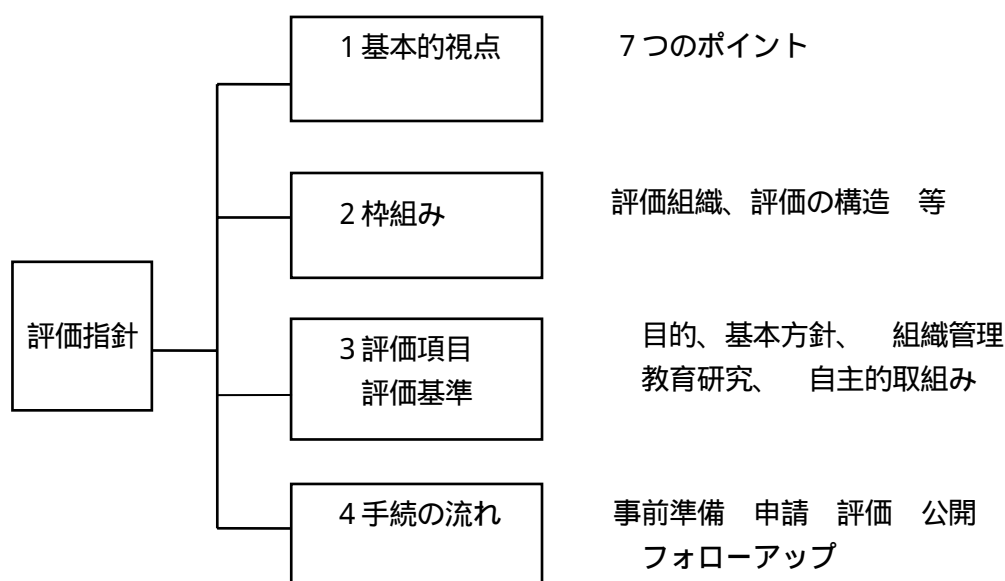 1基本的視点 7つのポイント
2枠組み 評価組織、評価の構造 等
評価指針
3評価項目 目的、基本方針、 組織管理
評価基準 教育研究、 自主的取組み
4手続の流れ 事前準備 申請 評価 公開
フォローアップ